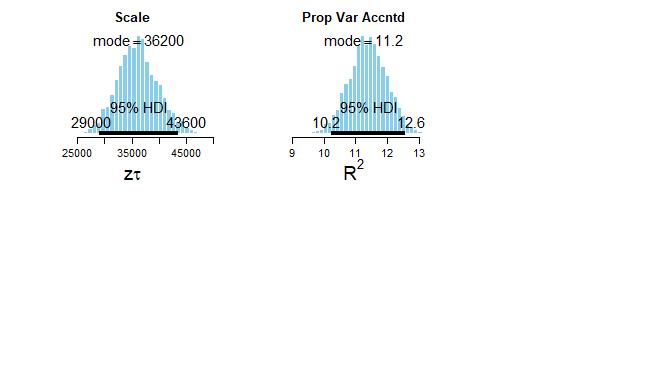 Scale
mode = 36200
95% HDI
29000 43600
25000 35000 45000
zτ
Prop Var Accntd
mode = 11.2
95% HDI
10.2 12.6
9 10 11 12 13
R²